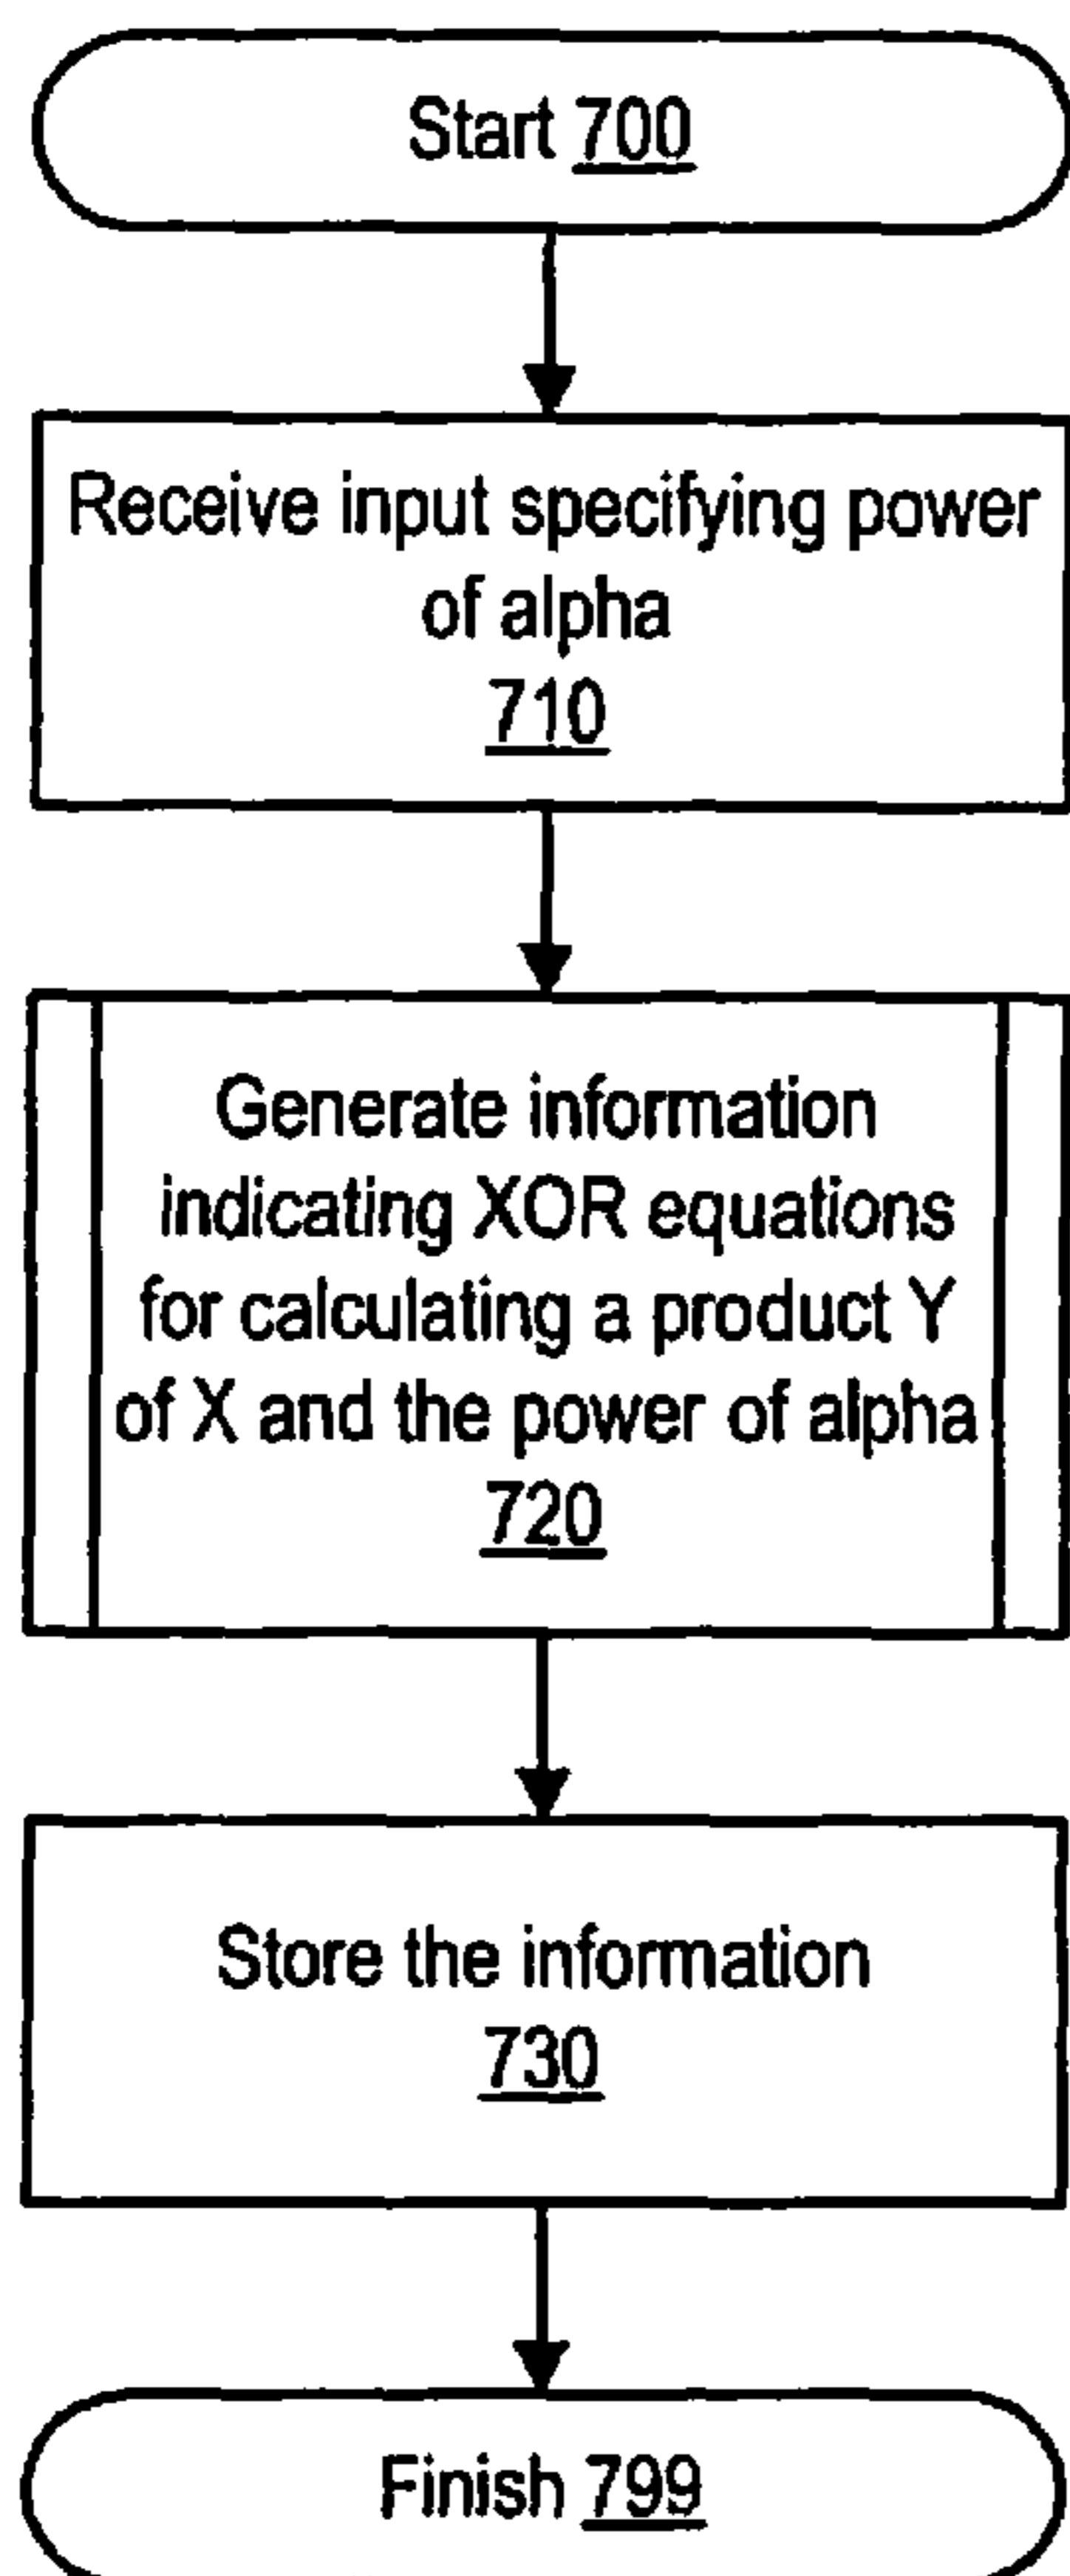 Start 700
Receive input specifying power
of alpha
710
Generate information
indicating XOR equations
for calculating a product Y
of X and the power of alpha
720
Store the information
730
Finish 799